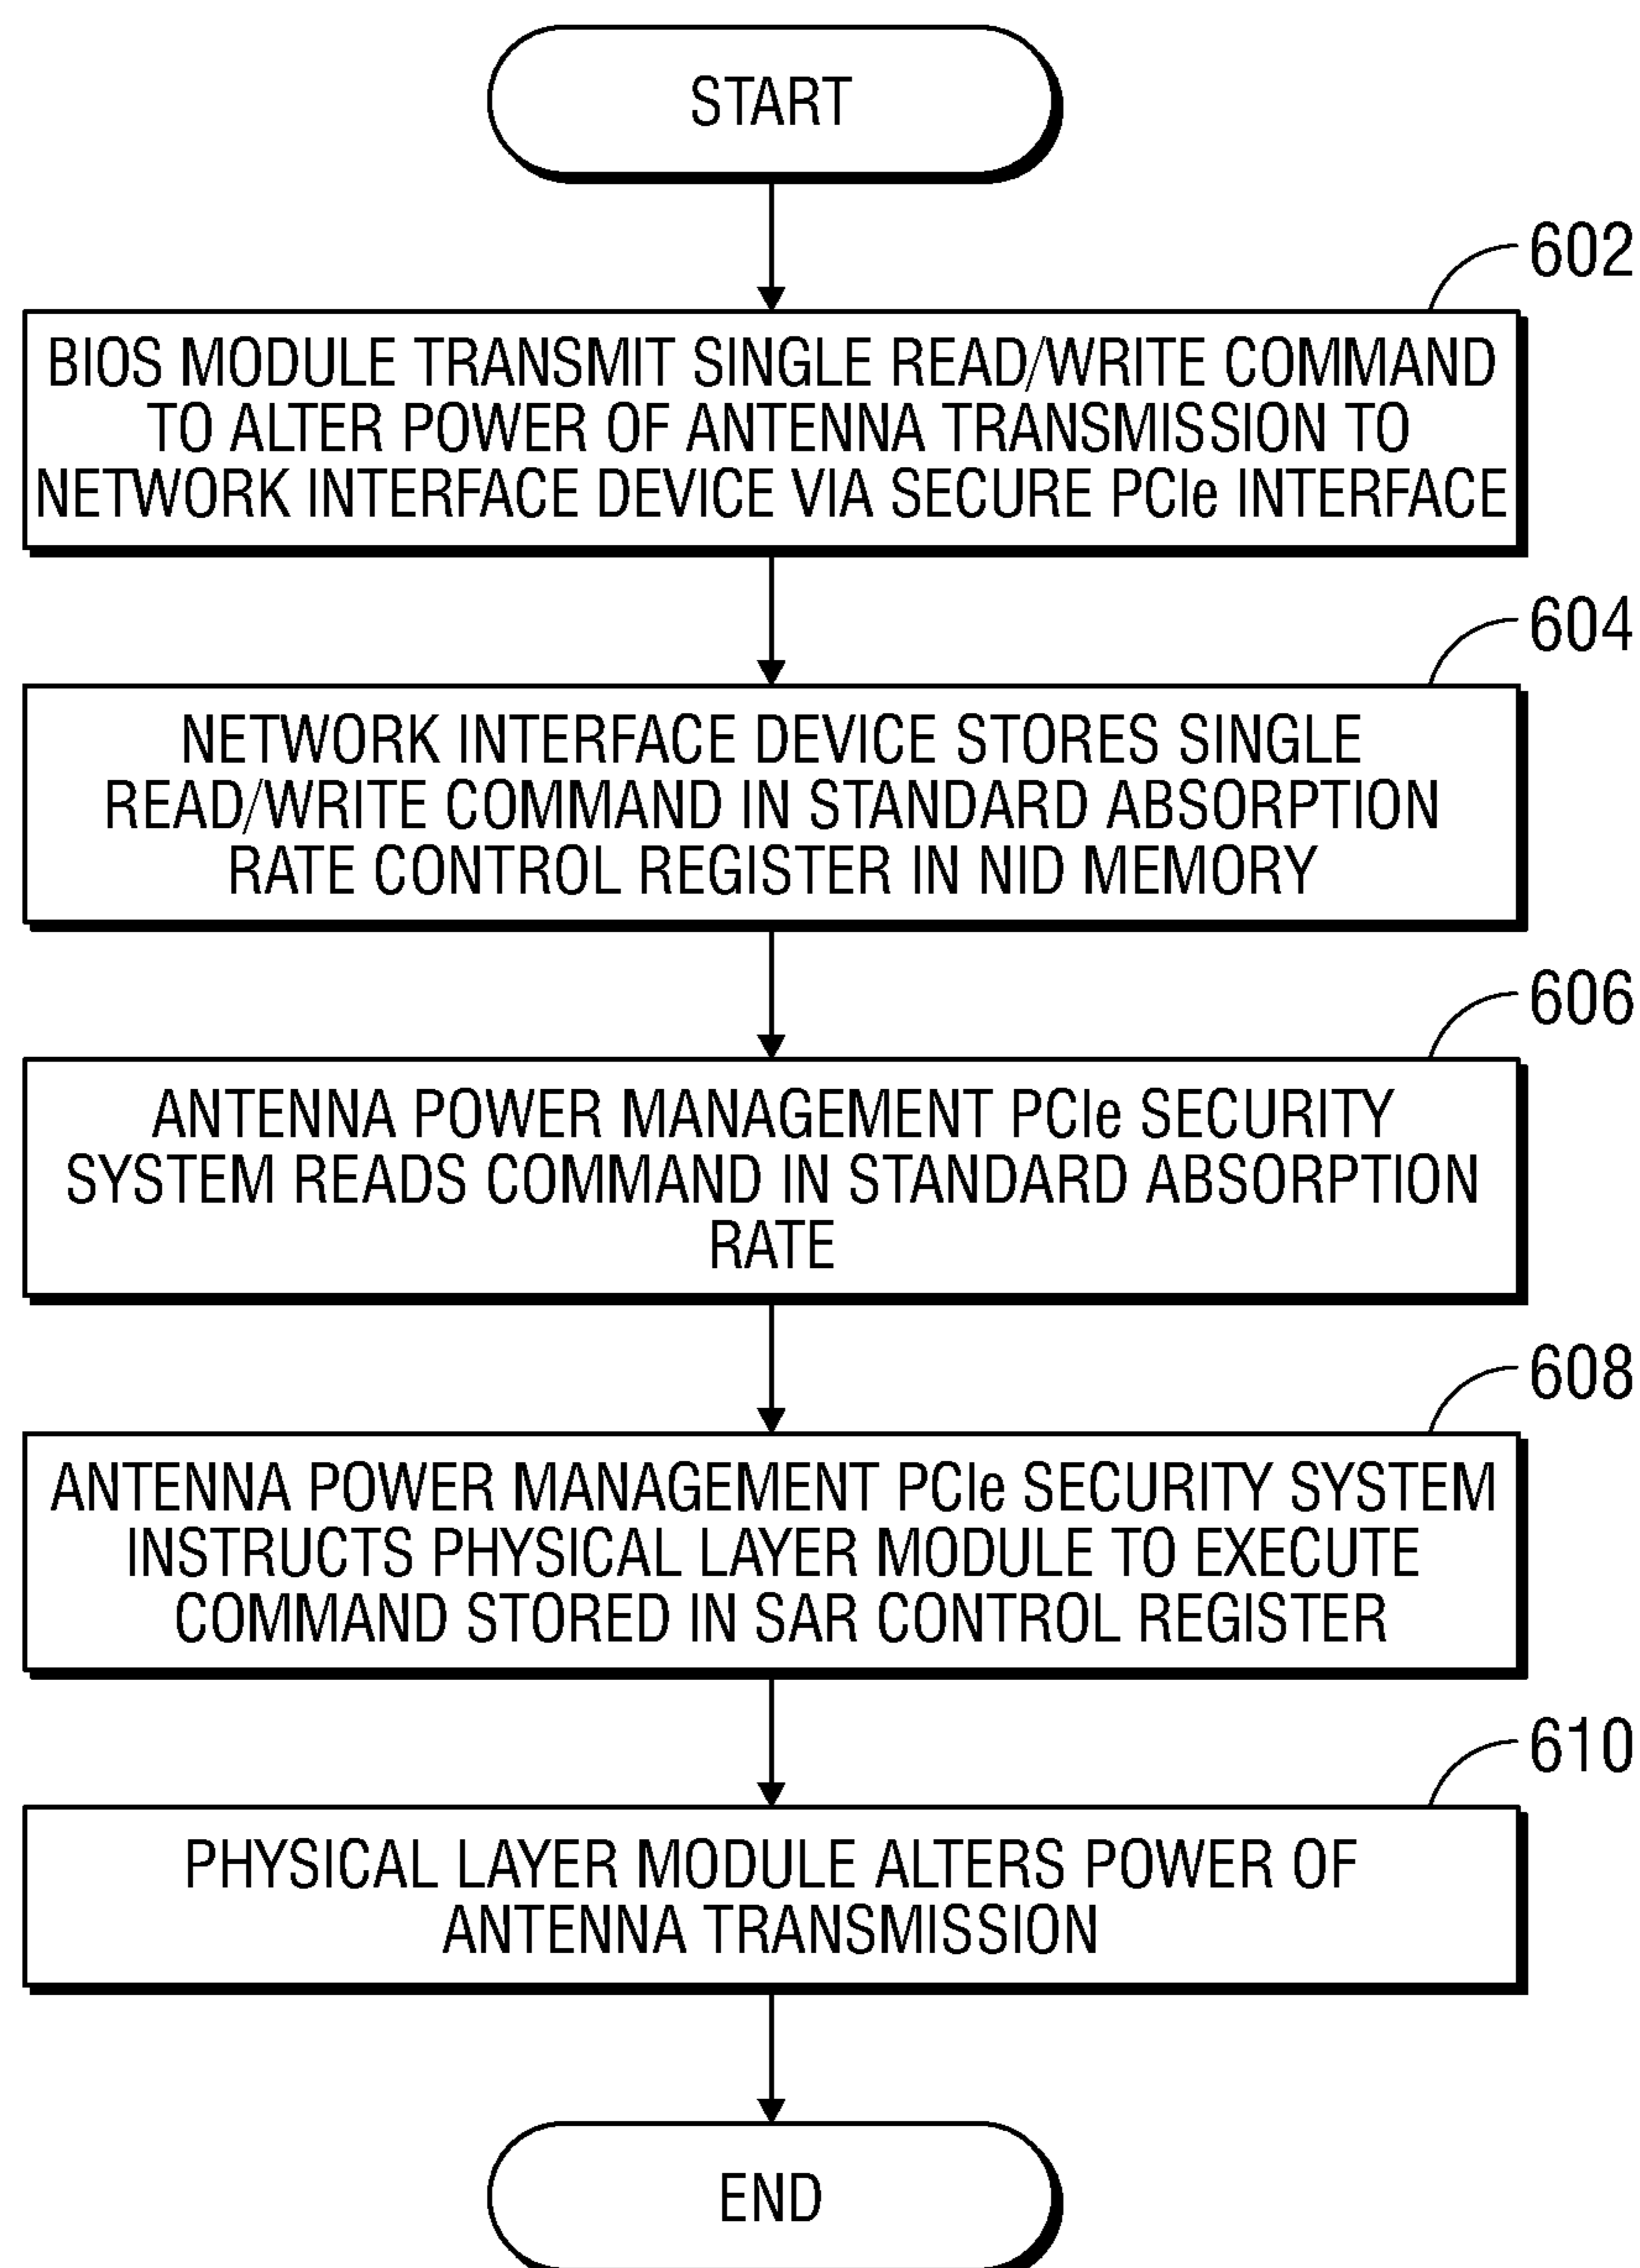 START
602
BIOS MODULE TRANSMIT SINGLE READ/WRITE COMMAND
TO ALTER POWER OF ANTENNA TRANSMISSION TO
NETWORK INTERFACE DEVICE VIA SECURE PCIe INTERFACE
604
NETWORK INTERFACE DEVICE STORES SINGLE
READ/WRITE COMMAND IN STANDARD ABSORPTION
RATE CONTROL REGISTER IN NID MEMORY
606
ANTENNA POWER MANAGEMENT PCIe SECURITY
SYSTEM READS COMMAND IN STANDARD ABSORPTION
RATE
608
ANTENNA POWER MANAGEMENT PCIe SECURITY SYSTEM
INSTRUCTS PHYSICAL LAYER MODULE TO EXECUTE
COMMAND STORED IN SAR CONTROL REGISTER
610
PHYSICAL LAYER MODULE ALTERS POWER OF
ANTENNA TRANSMISSION
END